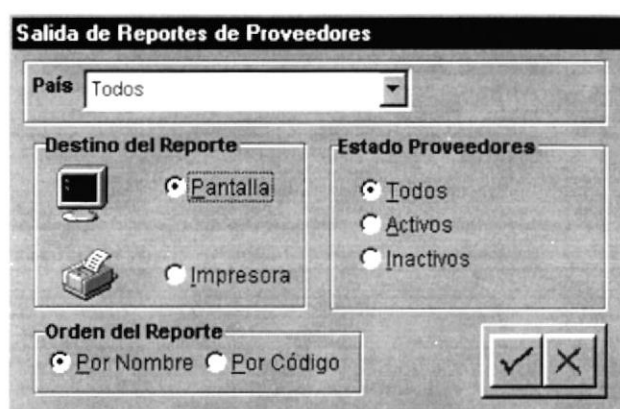 Salida de Reportes de Proveedores
País Todos
Destino del Reporte
Pantalla
Impresora
Estado Proveedores
Todos
Activos
Inactivos
Orden del Reporte
Por Nombre Por Código